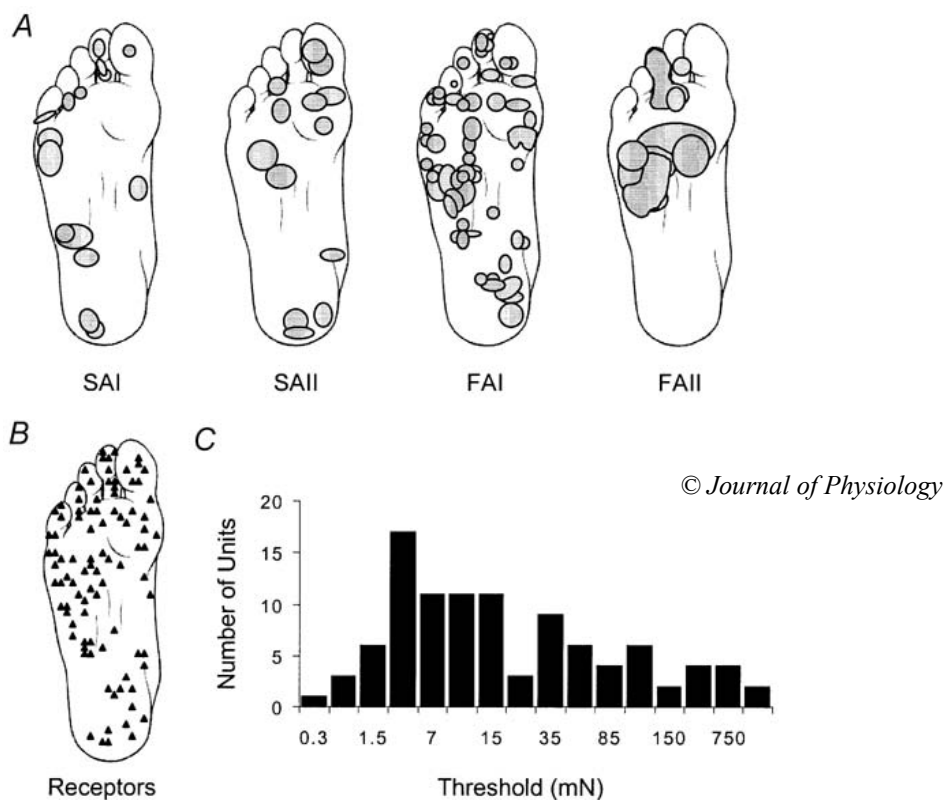 A
SAI
SAII
FAI
FAII
B
C
© Journal of Physiology
20
15
10
5
0
Number of Units
0.3 1.5 7 15 35 85 150 750
Threshold (mN)
Receptors